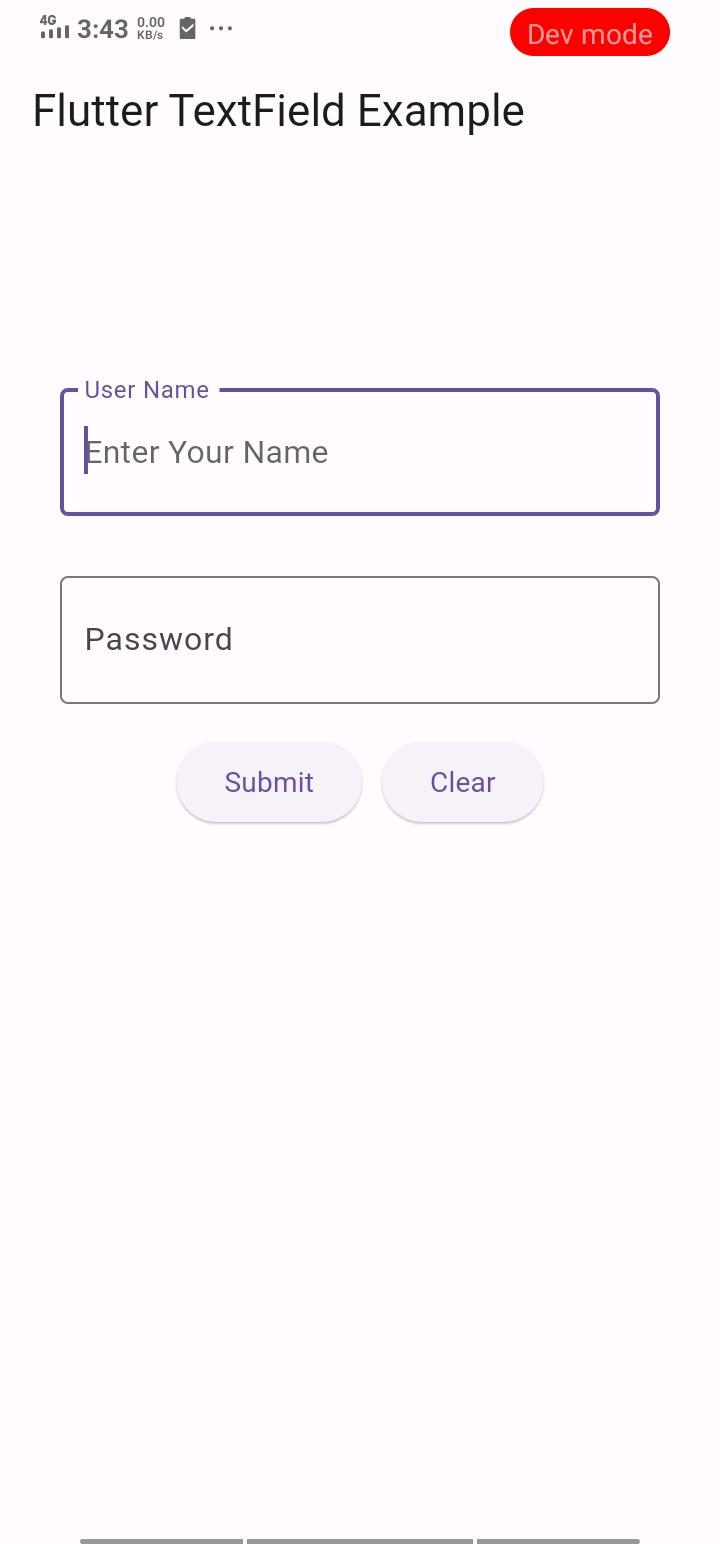 4G 3:43 0.00 KB/s ...
Dev mode
Flutter TextField Example
User Name
Enter Your Name
Password
Submit
Clear